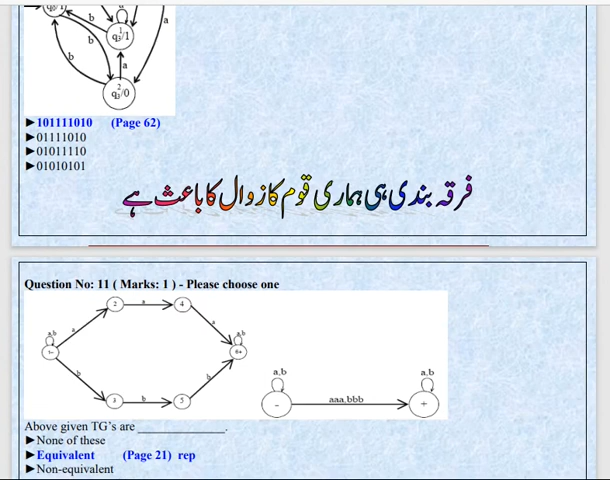 b
b
q₃¹/1
a
b
a
q₃²/0
►101111010 (Page 62)
►01111010
►01011110
►01010101
فرقہ بندی ہی ہماری قوم کا زوال کا باعث ہے
Question No: 11 ( Marks: 1 ) - Please choose one
2 a 4
a,b a a a,b
1- 6+
b b
3 b 5
a,b a,b
- aaa,bbb +
Above given TG's are ______________.
►None of these
►Equivalent (Page 21) rep
►Non-equivalent